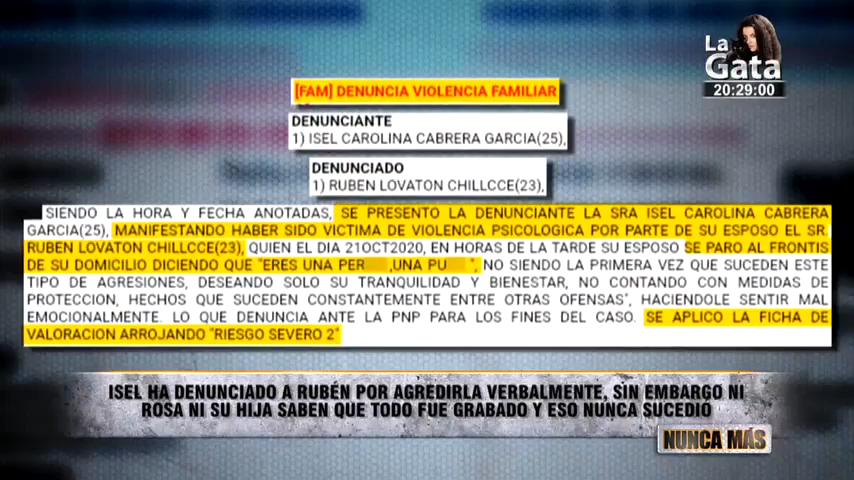 La
Gata
20:29:00
[FAM] DENUNCIA VIOLENCIA FAMILIAR
DENUNCIANTE
1) ISEL CAROLINA CABRERA GARCIA(25),
DENUNCIADO
1) RUBEN LOVATON CHILLCCE(23),
SIENDO LA HORA Y FECHA ANOTADAS, SE PRESENTO LA DENUNCIANTE LA SRA ISEL CAROLINA CABRERA
GARCIA(25), MANIFESTANDO HABER SIDO VICTIMA DE VIOLENCIA PSICOLOGICA POR PARTE DE SU ESPOSO EL SR.
RUBEN LOVATON CHILLCCE(23), QUIEN EL DIA 21OCT2020, EN HORAS DE LA TARDE SU ESPOSO SE PARO AL FRONTIS
DE SU DOMICILIO DICIENDO QUE "ERES UNA PER ,UNA PU ", NO SIENDO LA PRIMERA VEZ QUE SUCEDEN ESTE
TIPO DE AGRESIONES, DESEANDO SOLO SU TRANQUILIDAD Y BIENESTAR, NO CONTANDO CON MEDIDAS DE
PROTECCION, HECHOS QUE SUCEDEN CONSTANTEMENTE ENTRE OTRAS OFENSAS", HACIENDOLE SENTIR MAL
EMOCIONALMENTE. LO QUE DENUNCIA ANTE LA PNP PARA LOS FINES DEL CASO. SE APLICO LA FICHA DE
VALORACION ARROJANDO "RIESGO SEVERO 2"
ISEL HA DENUNCIADO A RUBÉN POR AGREDIRLA VERBALMENTE, SIN EMBARGO NI
ROSA NI SU HIJA SABEN QUE TODO FUE GRABADO Y ESO NUNCA SUCEDIÓ
NUNCA MÁS